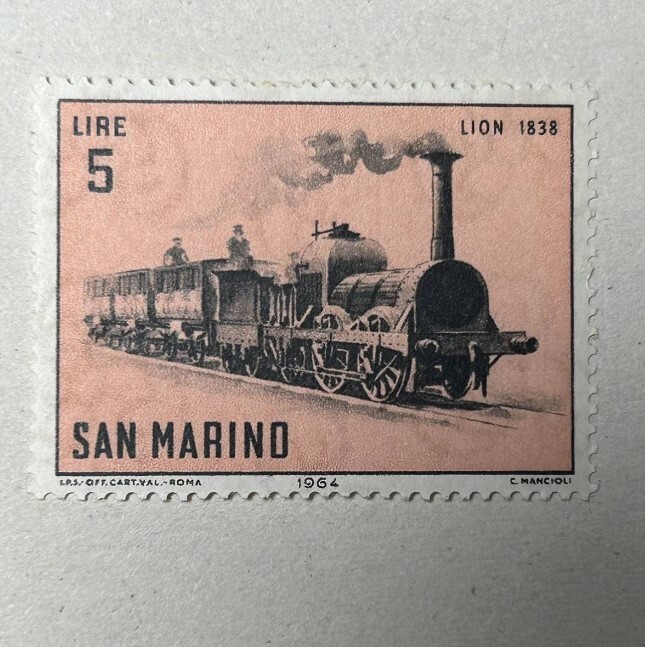 LIRE
5
LION 1838
SAN MARINO
I.P.S.-OFF.CART.VAL.-ROMA
1964
C. MANCIOLI